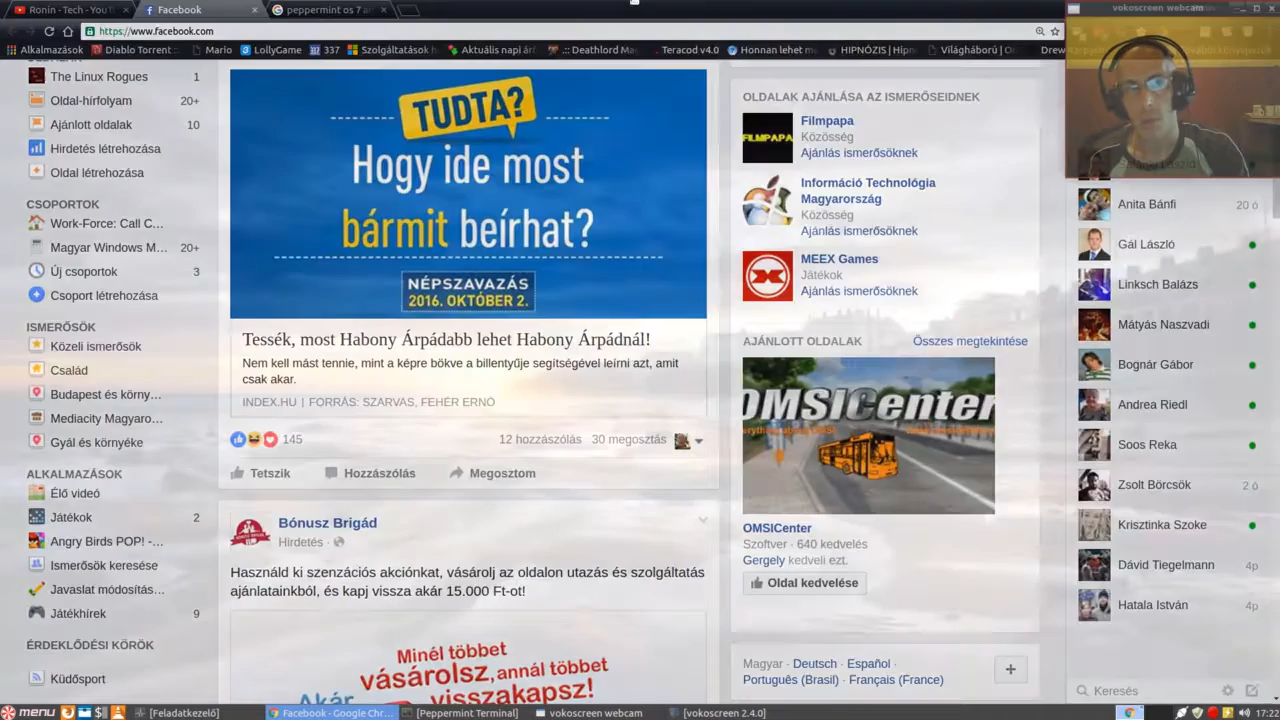 Ronin - Tech - YouT
Facebook
peppermint os 7 ar
vokoscreen webcam
https://www.facebook.com
Alkalmazások
Diablo Torrent ::
Mario
LollyGame
337
Szolgáltatások
Aktuális napi árf
.:: Deathlord Mar
Teracod v4.0
Honnan lehet m
HIPNÓZIS | Hipn
Világháború | O
The Linux Rogues 1
Oldal-hírfolyam 20+
Ajánlott oldalak 10
Hirdetés létrehozása
Oldal létrehozása
CSOPORTOK
Work-Force: Call C...
Magyar Windows M... 20+
Új csoportok 3
Csoport létrehozása
ISMERŐSÖK
Közeli ismerősök
Család
Budapest és körny...
Mediacity Magyaro...
Gyál és környéke
ALKALMAZÁSOK
Élő videó
Játékok 2
Angry Birds POP! -...
Ismerősök keresése
Javaslat módosítás...
Játékhírek 9
ÉRDEKLŐDÉSI KÖRÖK
Küdősport
TUDTA?
Hogy ide most
bármit beírhat?
NÉPSZAVAZÁS
2016. OKTÓBER 2.
Tessék, most Habony Árpádabb lehet Habony Árpádnál!
Nem kell mást tennie, mint a képre bökve a billentyűje segítségével leírni azt, amit
csak akar.
INDEX.HU | FORRÁS: SZARVAS, FEHÉR ERNO
145
12 hozzászólás 30 megosztás
Tetszik Hozzászólás Megosztom
Bónusz Brigád
Hirdetés ·
Használd ki szenzációs akciónkat, vásárolj az oldalon utazás és szolgáltatás
ajánlatainkból, és kapj vissza akár 15.000 Ft-ot!
Minél többet
vásárolsz, annál többet
visszakapsz!
Akár
OLDALAK AJÁNLÁSA AZ ISMERŐSEIDNEK
FILMPAPA
Filmpapa
Közösség
Ajánlás ismerősöknek
Információ Technológia
Magyarország
Közösség
Ajánlás ismerősöknek
MEEX Games
Játékok
Ajánlás ismerősöknek
AJÁNLOTT OLDALAK Összes megtekintése
OMSICenter
OMSICenter
Szoftver · 640 kedvelés
Gergely kedveli ezt.
Oldal kedvelése
Magyar · Deutsch · Español ·
Português (Brasil) · Français (France)
Anita Bánfi 20 ó
Gál László
Linksch Balázs
Mátyás Naszvadi
Bognár Gábor
Andrea Riedl
Soos Reka
Zsolt Börcsök 2 ó
Krisztinka Szoke
Dávid Tiegelmann 4p
Hatala István 4p
Keresés
menu
[Feladatkezelő]
Facebook - Google Chr...
[Peppermint Terminal]
vokoscreen webcam
[vokoscreen 2.4.0]
17:22